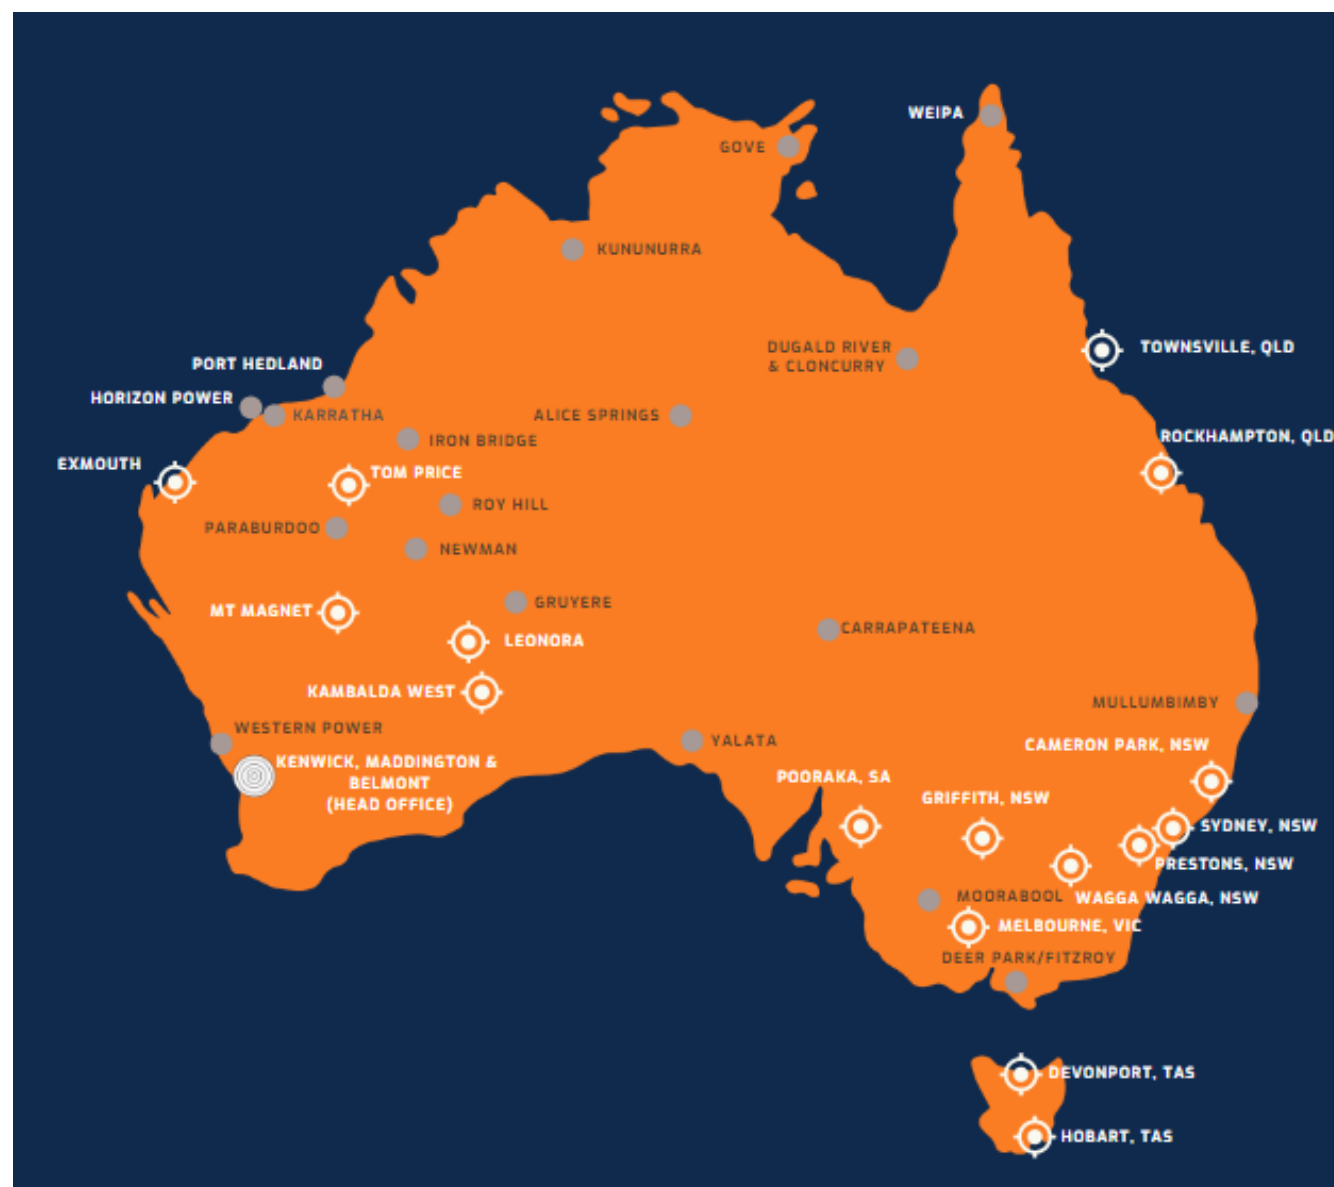 WEIPA
GOVE
KUNUNURRA
DUGALD RIVER
& CLONCURRY
TOWNSVILLE, QLD
PORT HEDLAND
HORIZON POWER
KARRATHA
ALICE SPRINGS
IRON BRIDGE
ROCKHAMPTON, QLD
EXMOUTH
TOM PRICE
ROY HILL
PARABURDOO
NEWMAN
GRUYERE
MT MAGNET
LEONORA
CARRAPATEENA
KAMBALDA WEST
MULLUMBIMBY
WESTERN POWER
YALATA
CAMERON PARK, NSW
KENWICK, MADDINGTON &
BELMONT
(HEAD OFFICE)
POORAKA, SA
GRIFFITH, NSW
SYDNEY, NSW
PRESTONS, NSW
MOORABOOL
WAGGA WAGGA, NSW
MELBOURNE, VIC
DEER PARK/FITZROY
DEVONPORT, TAS
HOBART, TAS